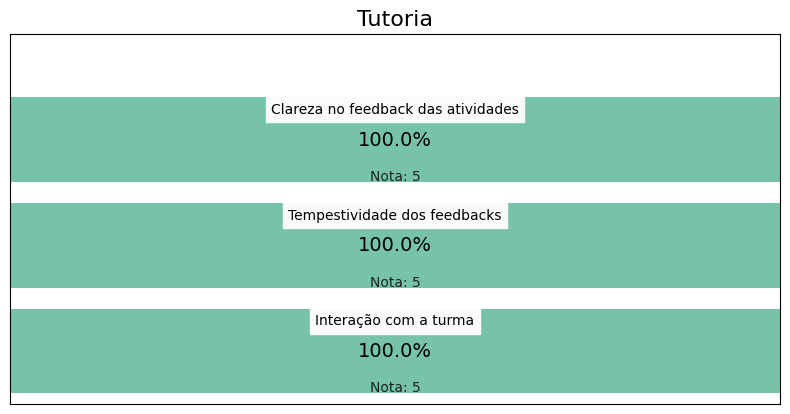 Tutoria
Clareza no feedback das atividades
100.0%
Nota: 5
Tempestividade dos feedbacks
100.0%
Nota: 5
Interação com a turma
100.0%
Nota: 5